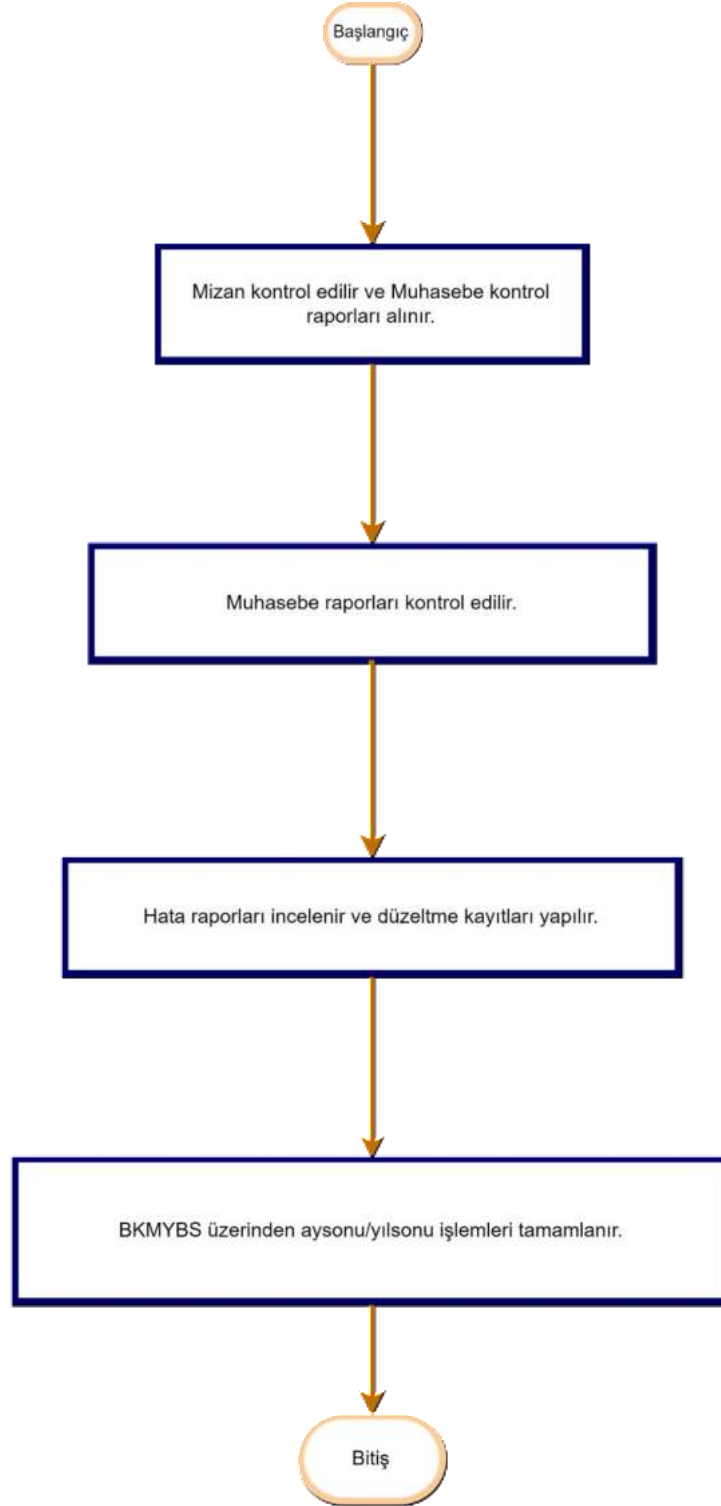 Başlangıç
Mizan kontrol edilir ve Muhasebe kontrol
raporları alınır.
Muhasebe raporları kontrol edilir.
Hata raporları incelenir ve düzeltme kayıtları yapılır.
BKMYBS üzerinden aysonu/yılsonu işlemleri tamamlanır.
Bitiş